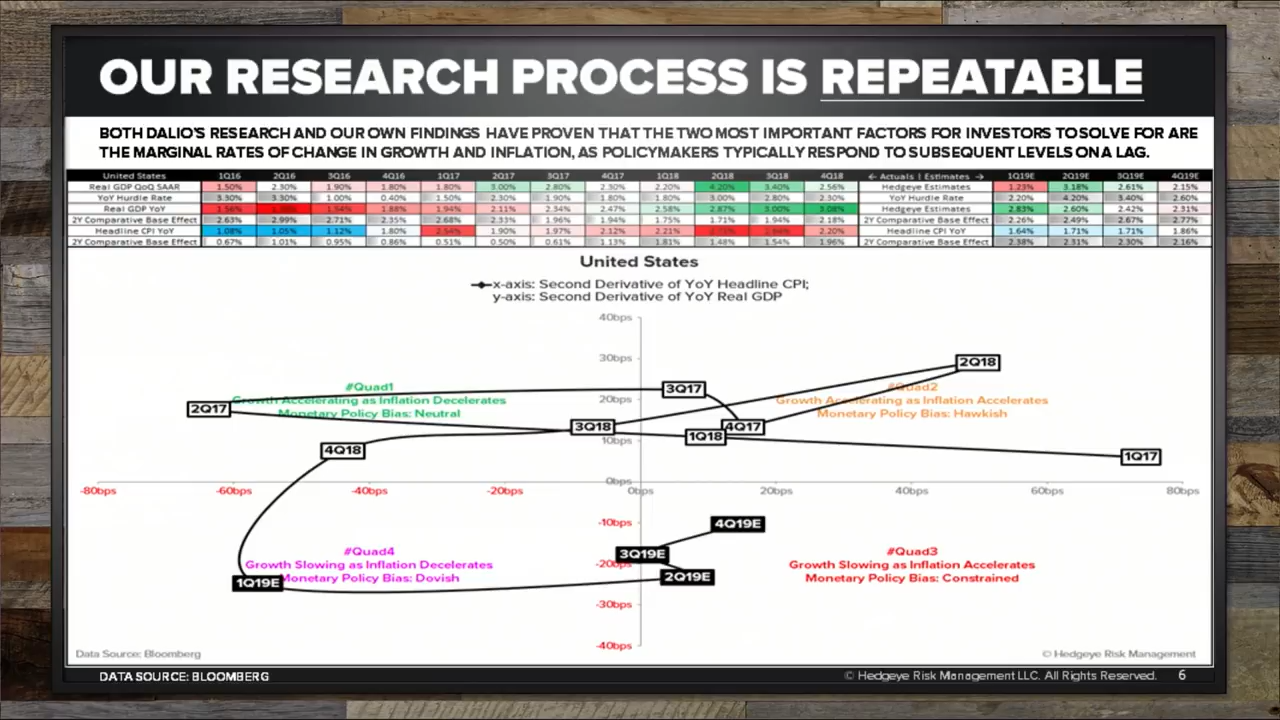 OUR RESEARCH PROCESS IS REPEATABLE
BOTH DALIO'S RESEARCH AND OUR OWN FINDINGS HAVE PROVEN THAT THE TWO MOST IMPORTANT FACTORS FOR INVESTORS TO SOLVE FOR ARE
THE MARGINAL RATES OF CHANGE IN GROWTH AND INFLATION, AS POLICYMAKERS TYPICALLY RESPOND TO SUBSEQUENT LEVELS ON A LAG.
United States 1Q16 2Q16 3Q16 4Q16 1Q17 2Q17 3Q17 4Q17 1Q18 2Q18 3Q18 4Q18 ← Actuals | Estimates → 1Q19E 2Q19E 3Q19E 4Q19E
Real GDP QoQ SAAR 1.50% 2.30% 1.90% 1.80% 1.80% 3.00% 2.80% 2.30% 2.20% 4.20% 3.40% 2.56% Hedgeye Estimates 1.23% 3.18% 2.61% 2.15%
YoY Hurdle Rate 3.30% 3.30% 1.00% 0.40% 1.50% 2.30% 1.90% 1.80% 1.80% 3.00% 2.80% 2.30% YoY Hurdle Rate 2.20% 4.20% 3.40% 2.60%
Real GDP YoY 1.56% 1.54% 1.88% 1.94% 2.11% 2.34% 2.47% 2.58% 2.87% 3.00% 3.08% Hedgeye Estimates 2.83% 2.60% 2.42% 2.31%
2Y Comparative Base Effect 2.63% 2.99% 2.71% 2.35% 2.68% 2.33% 1.96% 1.94% 1.75% 1.71% 1.94% 2.18% 2Y Comparative Base Effect 2.26% 2.49% 2.67% 2.77%
Headline CPI YoY 1.08% 1.05% 1.12% 1.80% 2.54% 1.90% 1.97% 2.12% 2.21% 2.20% Headline CPI YoY 1.64% 1.71% 1.71% 1.86%
2Y Comparative Base Effect 0.67% 1.01% 0.95% 0.86% 0.51% 0.50% 0.61% 1.13% 1.81% 1.48% 1.54% 1.96% 2Y Comparative Base Effect 2.38% 2.31% 2.30% 2.16%
United States
x-axis: Second Derivative of YoY Headline CPI;
y-axis: Second Derivative of YoY Real GDP
40bps
30bps
2Q18
#Quad1
3Q17
#Quad2
Growth Accelerating as Inflation Decelerates
20bps
Growth Accelerating as Inflation Accelerates
2Q17
Monetary Policy Bias: Neutral
Monetary Policy Bias: Hawkish
3Q18
4Q17
1Q18
10bps
4Q18
1Q17
0bps
-80bps -60bps -40bps -20bps 0bps 20bps 40bps 60bps 80bps
-10bps
4Q19E
#Quad4
3Q19E
#Quad3
Growth Slowing as Inflation Decelerates
-20bps
Growth Slowing as Inflation Accelerates
1Q19E
Monetary Policy Bias: Dovish
2Q19E
Monetary Policy Bias: Constrained
-30bps
-40bps
Data Source: Bloomberg
© Hedgeye Risk Management
DATA SOURCE: BLOOMBERG
© Hedgeye Risk Management LLC. All Rights Reserved. 6